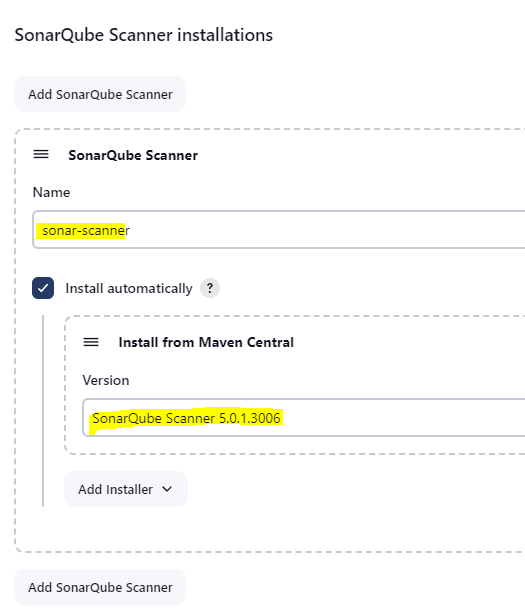 SonarQube Scanner installations
Add SonarQube Scanner
SonarQube Scanner
Name
sonar-scanner
Install automatically ?
Install from Maven Central
Version
SonarQube Scanner 5.0.1.3006
Add Installer
Add SonarQube Scanner